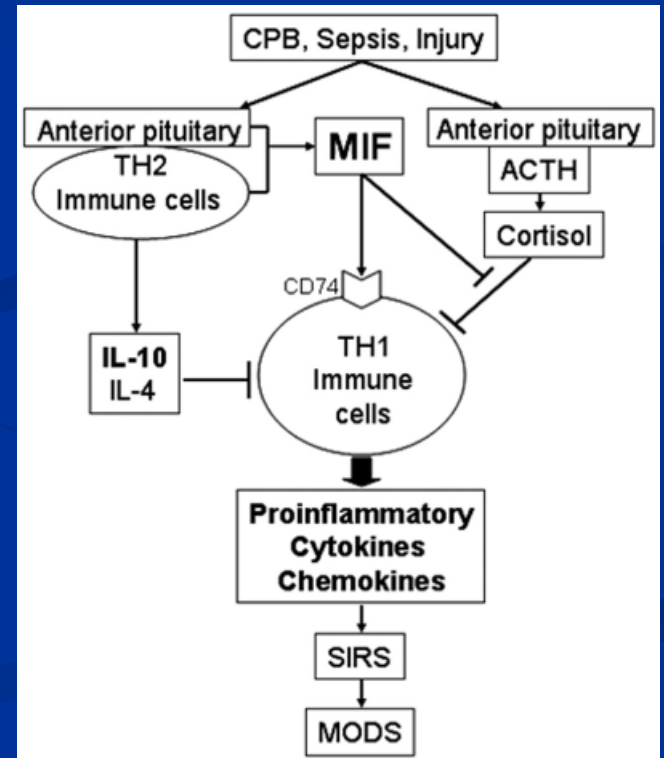 CPB, Sepsis, Injury
Anterior pituitary
TH2
Immune cells
MIF
Anterior pituitary
ACTH
Cortisol
CD74
IL-10
IL-4
TH1
Immune
cells
Proinflammatory
Cytokines
Chemokines
SIRS
MODS